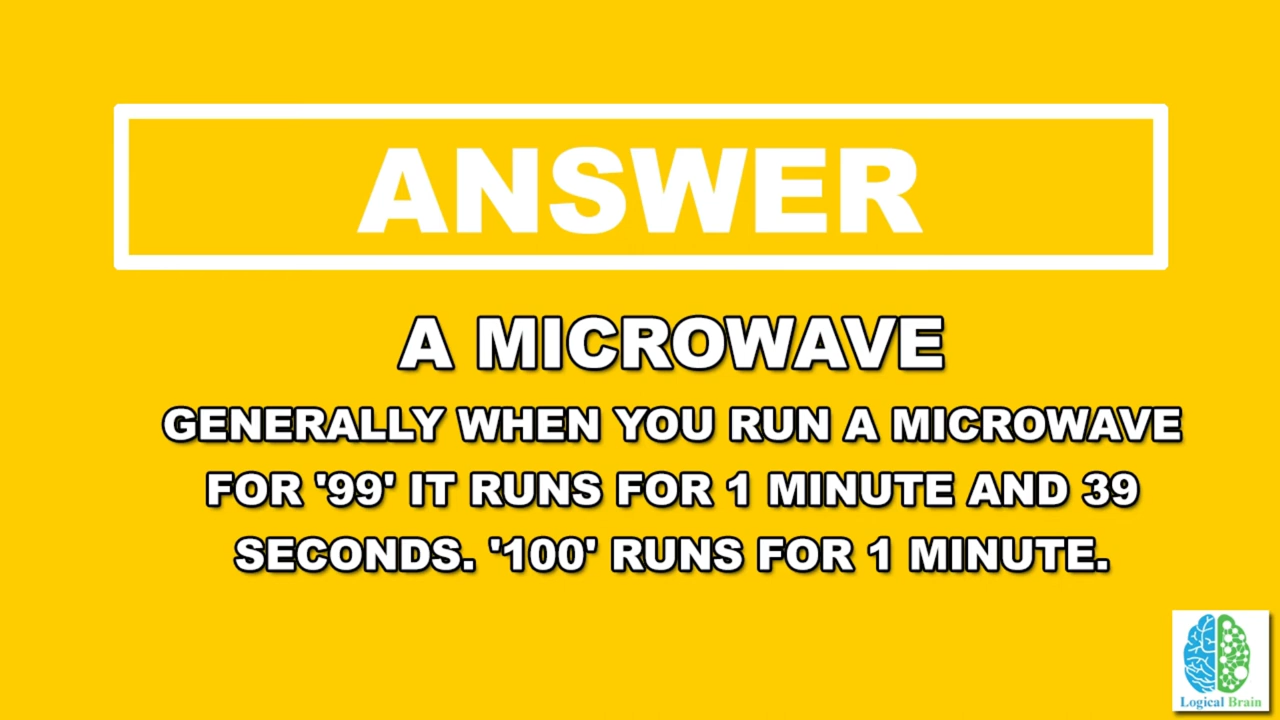 ANSWER
A MICROWAVE
GENERALLY WHEN YOU RUN A MICROWAVE
FOR '99' IT RUNS FOR 1 MINUTE AND 39
SECONDS. '100' RUNS FOR 1 MINUTE.
Logical Brain